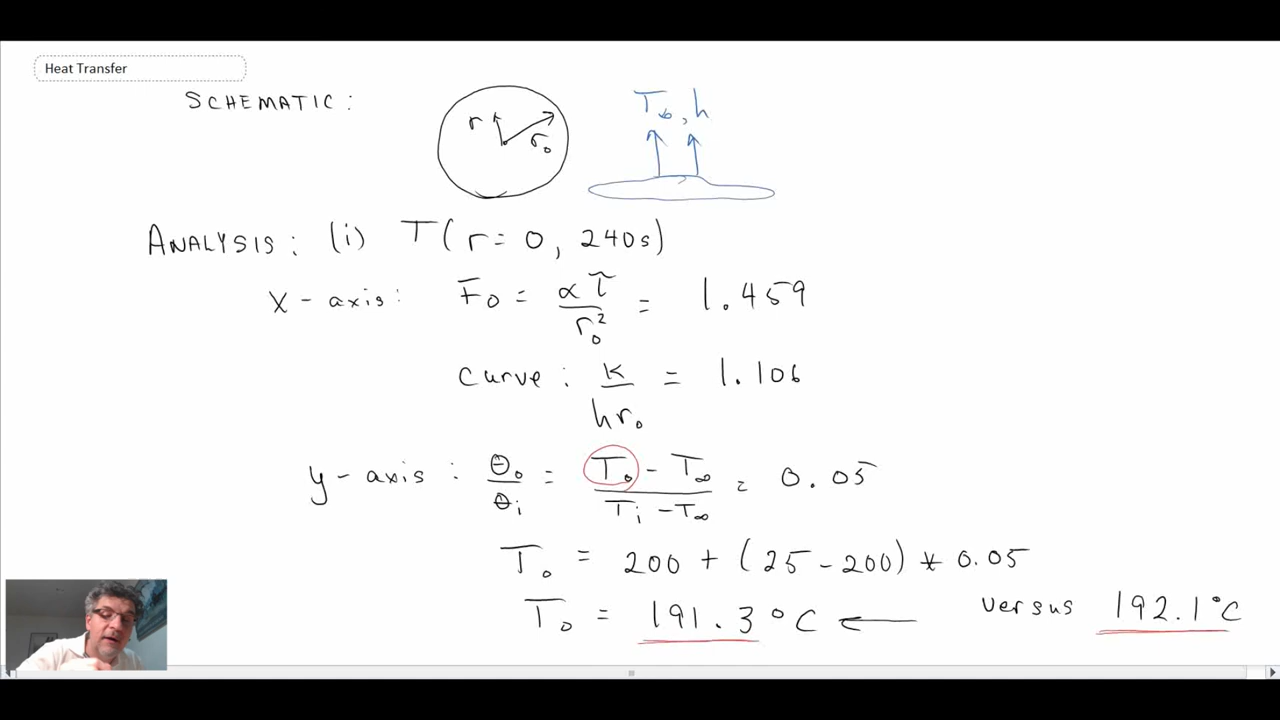 Heat Transfer
SCHEMATIC:
r
r₀
T∞, h
ANALYSIS: (i) T(r=0, 240s)
x-axis: Fo = ατ/r₀² = 1.459
curve: k/hr₀ = 1.106
y-axis: θ₀/θi = (T₀ - T∞)/(Ti - T∞) = 0.05
T₀ = 200 + (25 - 200) * 0.05
T₀ = 191.3°C ← versus 192.1°C